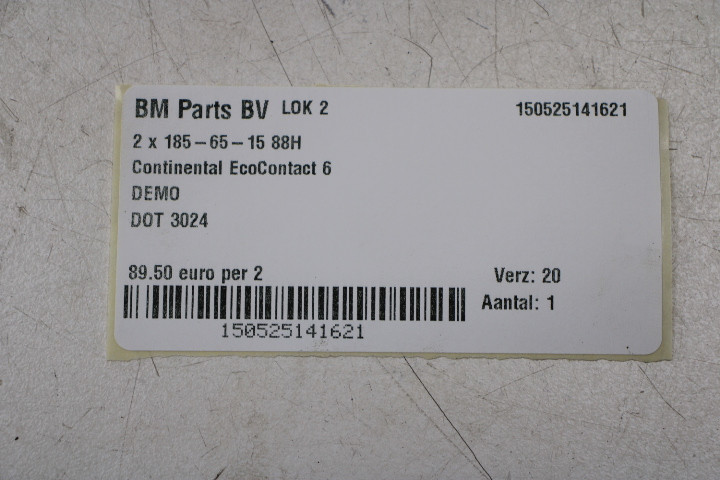 BM Parts BV LOK 2 150525141621
2 x 185-65-15 88H
Continental EcoContact 6
DEMO
DOT 3024
89.50 euro per 2 Verz: 20
Aantal: 1
150525141621